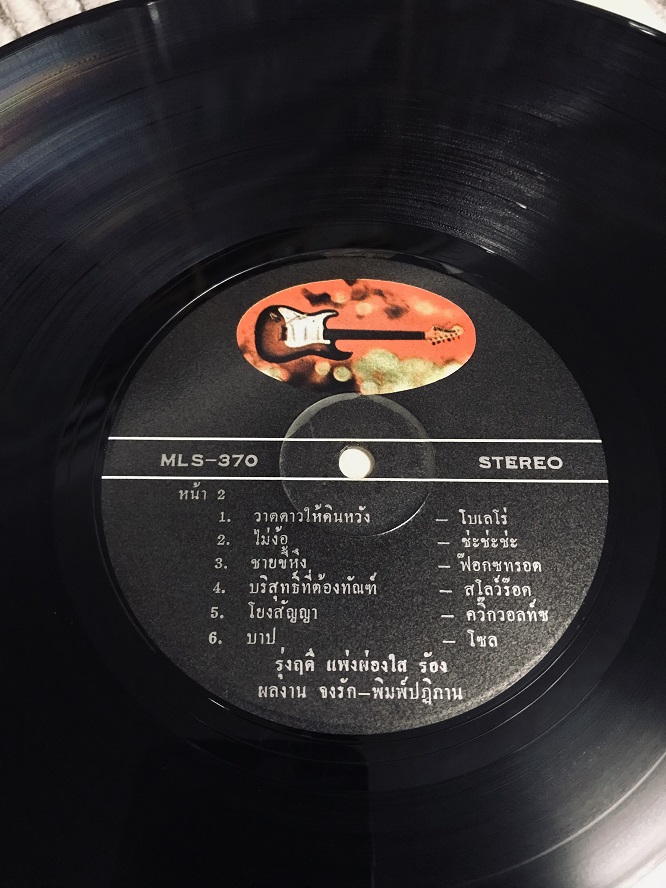 MLS-370 STEREO
หน้า 2
1. วาดดาวให้ดินหวัง – โบเลโร่
2. ไม่ง้อ – ช่ะช่ะช่ะ
3. ชายขี้หึง – ฟ๊อกซทรอต
4. บริสุทธิ์ที่ต้องทัณฑ์ – สโลว์ร๊อค
5. โยงสัญญา – ควิ๊กวอลท์ซ
6. บาป – โซล
รุ่งฤดี แพ่งผ่องใส ร้อง
ผลงาน จงรัก–พิมพ์ปฏิภาน